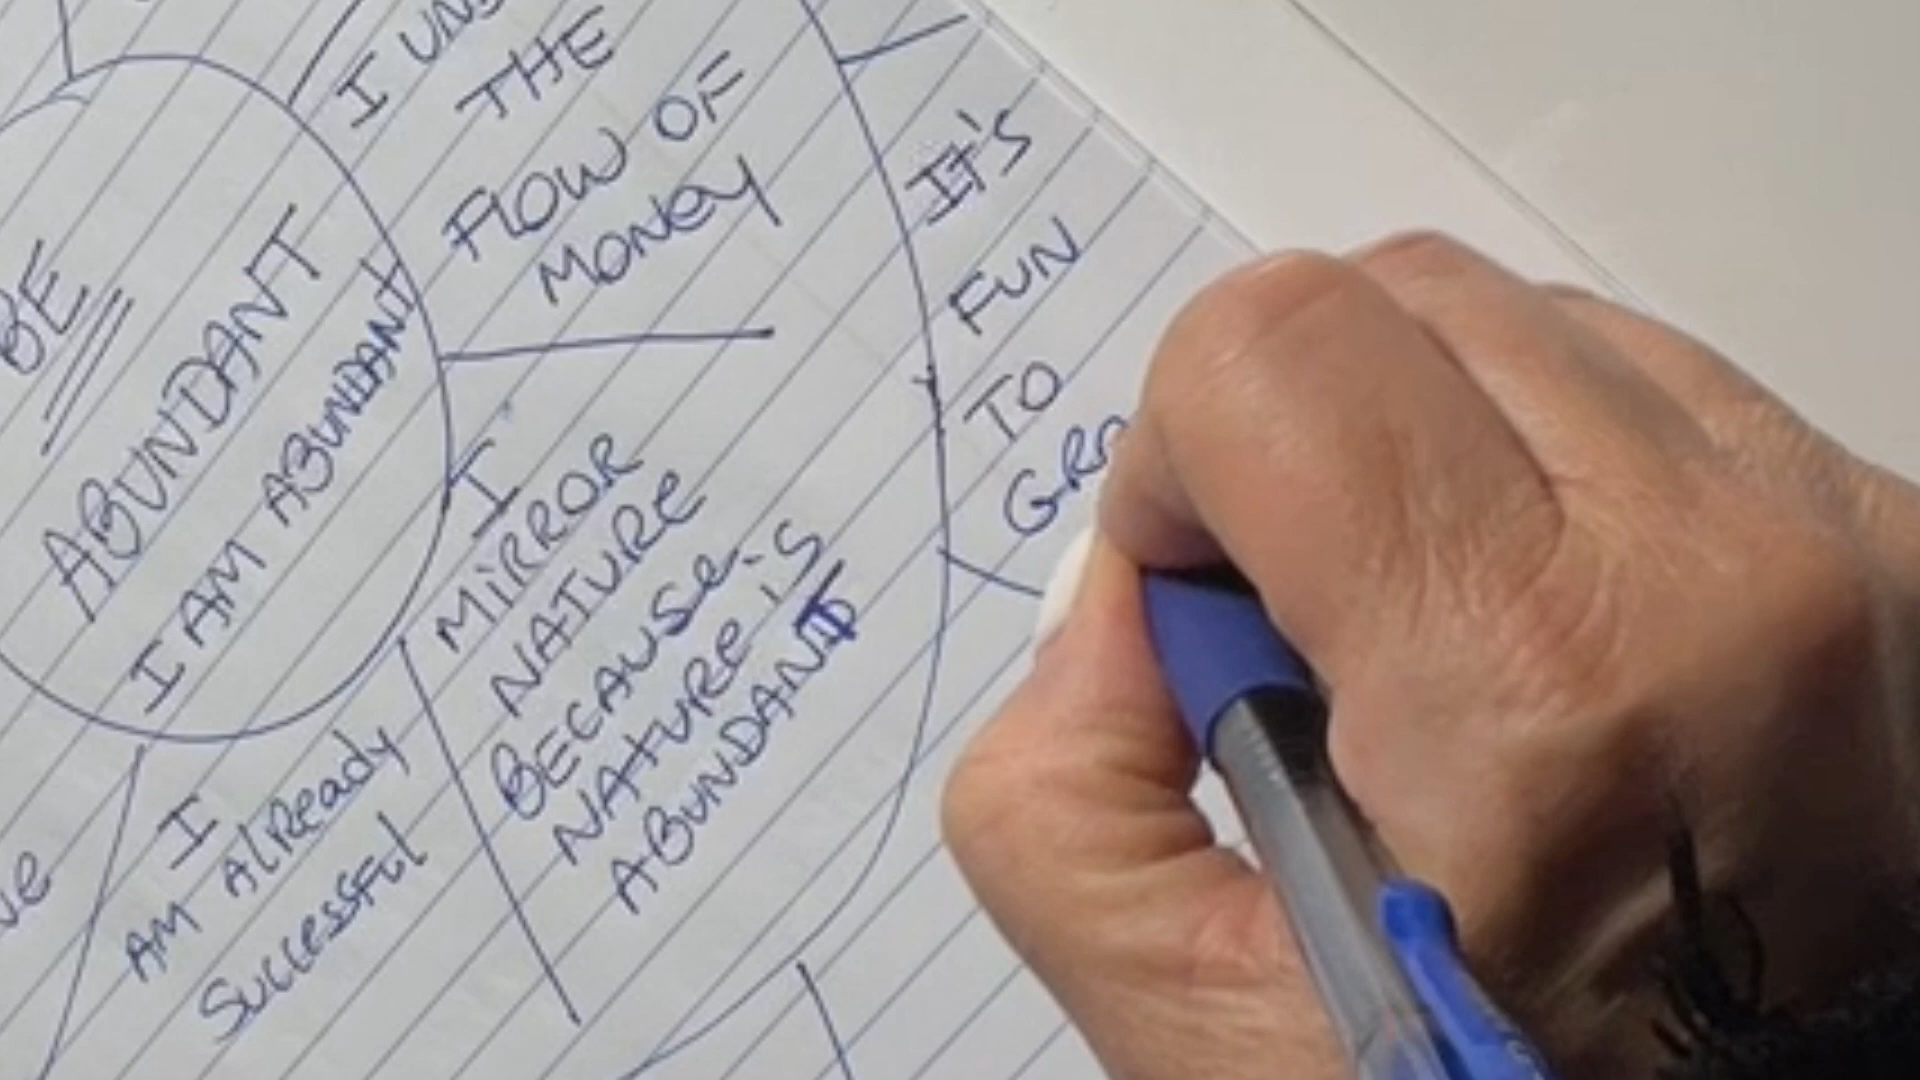 BE
ABUNDANT
I AM ABUNDANT
I
THE
FLOW OF
MONEY
I
MIRROR
NATURE
BECAUSE
NATURE IS
ABUNDANT
I
AM AlReady
Successful
It's
FUN
TO